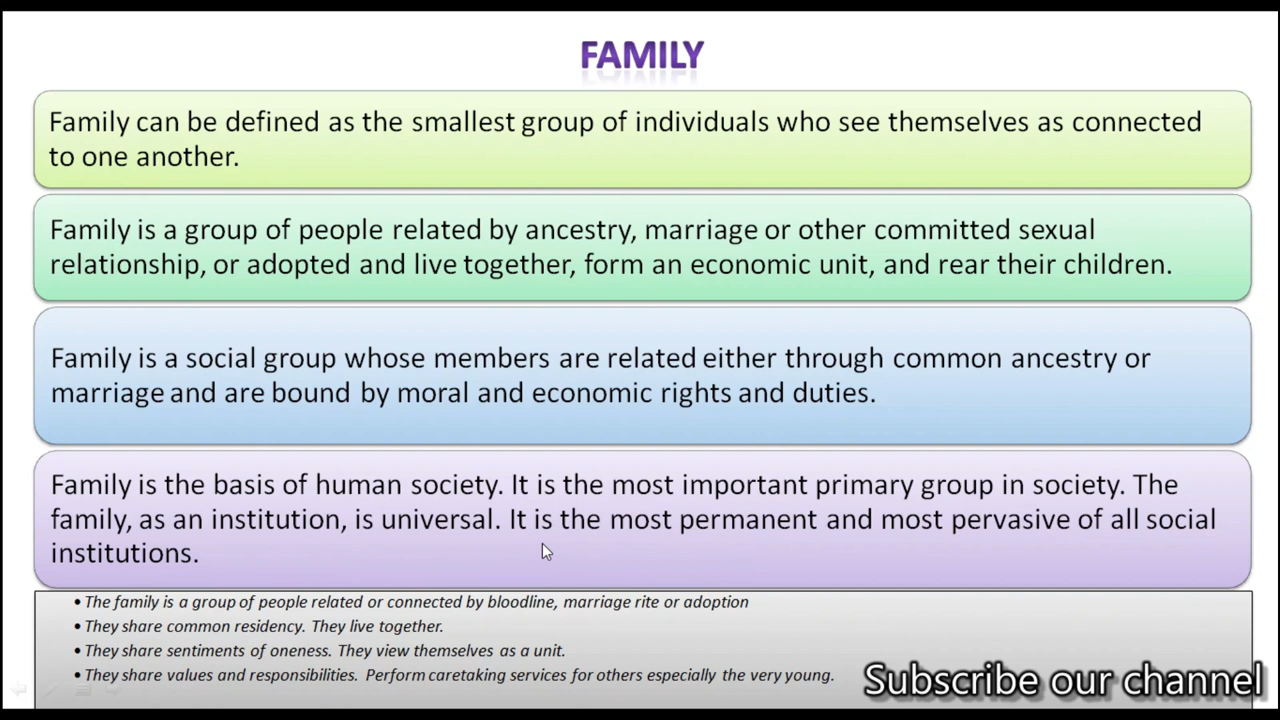 FAMILY
Family can be defined as the smallest group of individuals who see themselves as connected
to one another.
Family is a group of people related by ancestry, marriage or other committed sexual
relationship, or adopted and live together, form an economic unit, and rear their children.
Family is a social group whose members are related either through common ancestry or
marriage and are bound by moral and economic rights and duties.
Family is the basis of human society. It is the most important primary group in society. The
family, as an institution, is universal. It is the most permanent and most pervasive of all social
institutions.
• The family is a group of people related or connected by bloodline, marriage rite or adoption
• They share common residency. They live together.
• They share sentiments of oneness. They view themselves as a unit.
• They share values and responsibilities. Perform caretaking services for others especially the very young.
Subscribe our channel